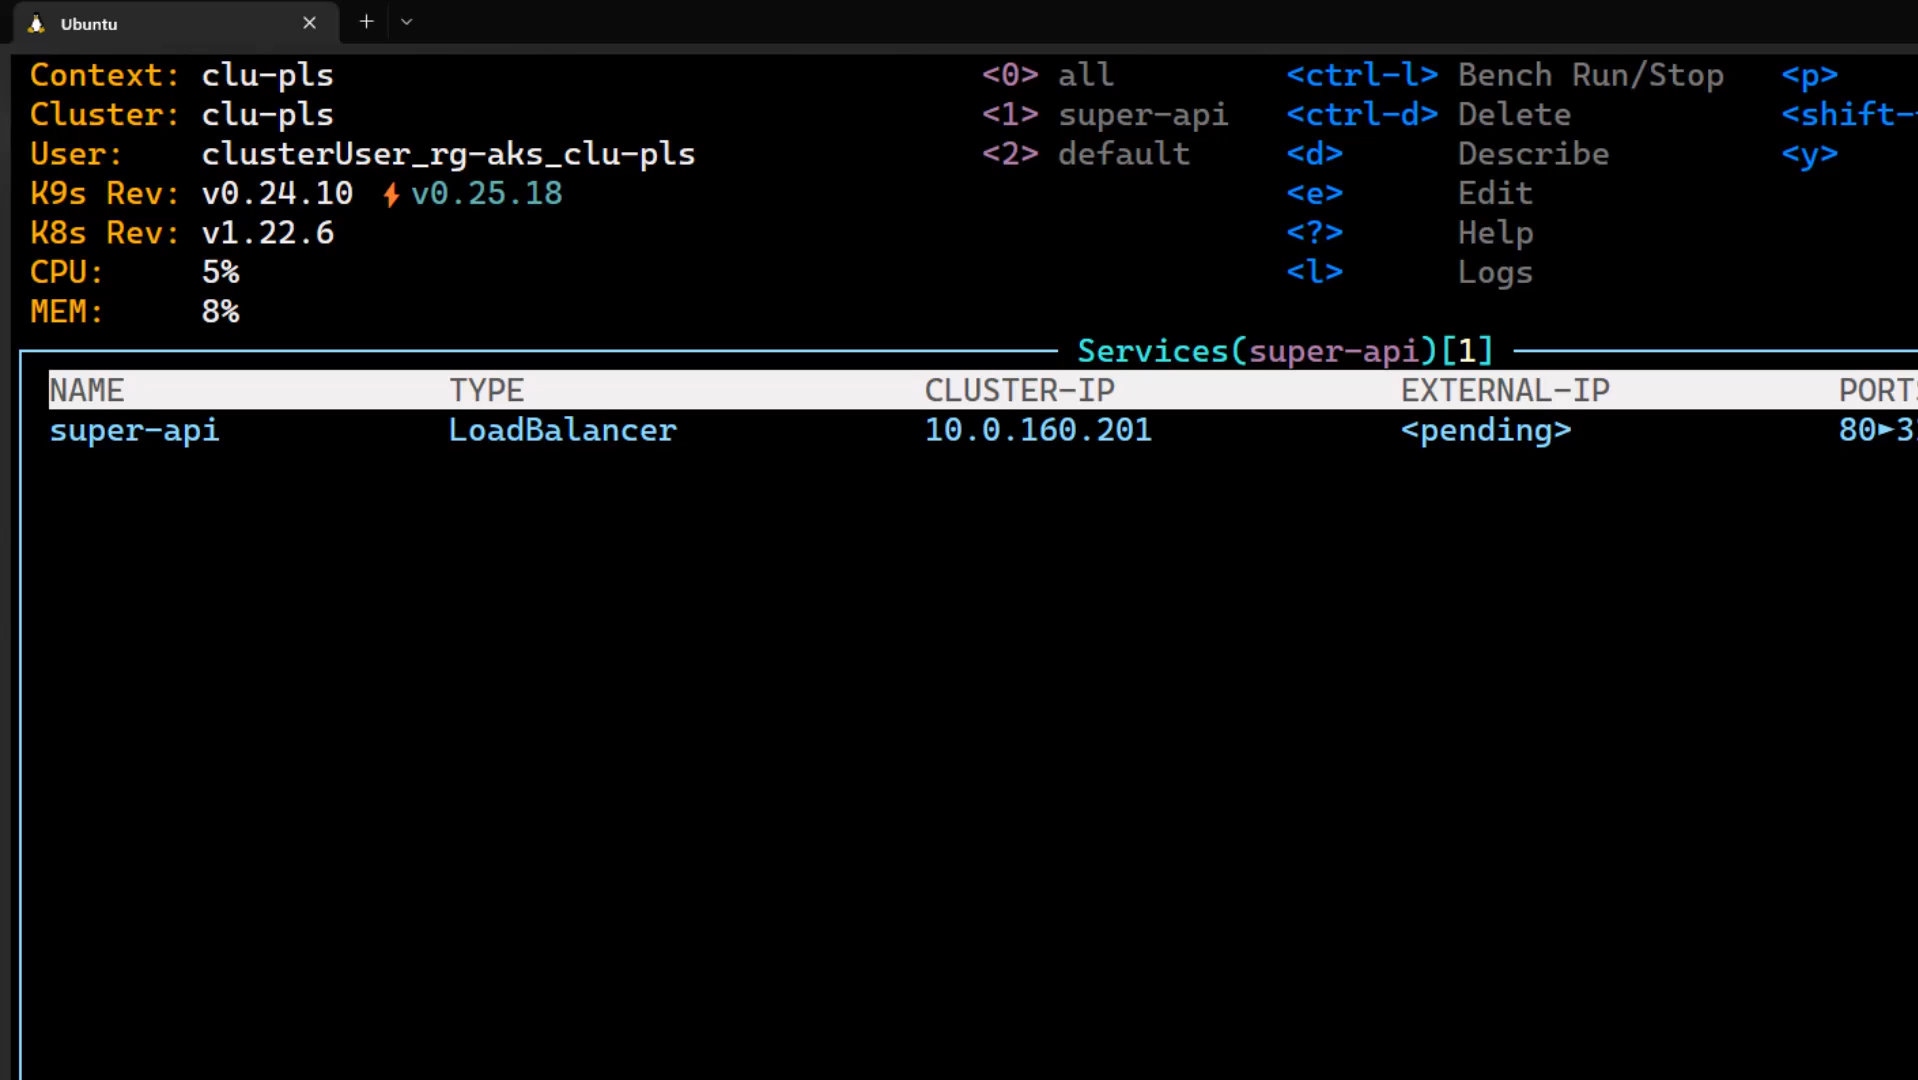 Ubuntu
Context: clu-pls <0> all <ctrl-l> Bench Run/Stop <p>
Cluster: clu-pls <1> super-api <ctrl-d> Delete <shift-
User: clusterUser_rg-aks_clu-pls <2> default <d> Describe <y>
K9s Rev: v0.24.10 ⚡v0.25.18 <e> Edit
K8s Rev: v1.22.6 <?> Help
CPU: 5% <l> Logs
MEM: 8%
Services(super-api)[1]
NAME TYPE CLUSTER-IP EXTERNAL-IP PORTS
super-api LoadBalancer 10.0.160.201 <pending> 80►3